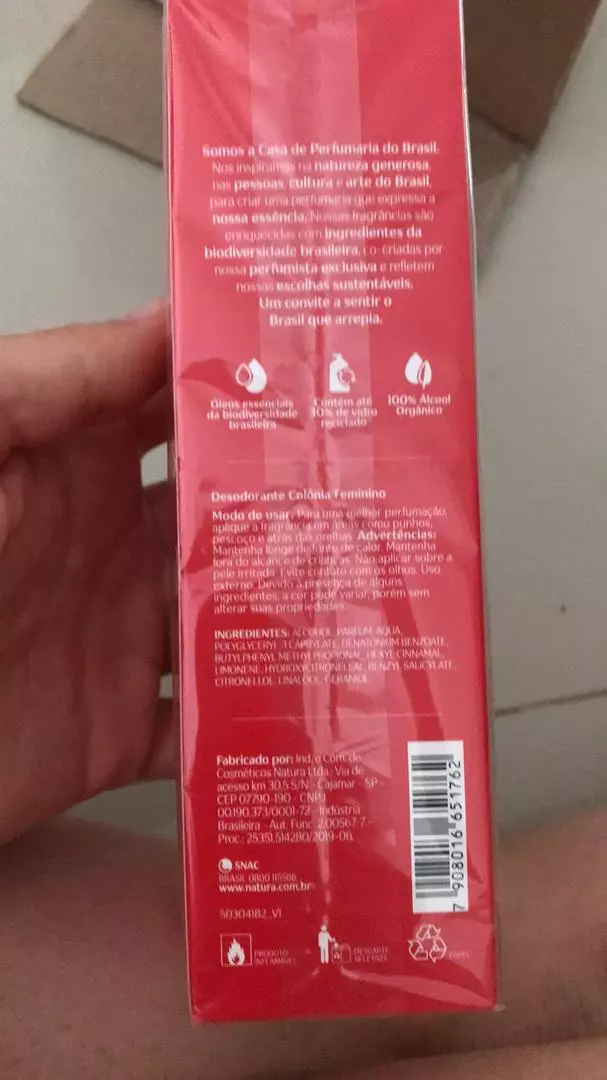 Somos a Casa de Perfumaria do Brasil.
Nos inspiramos na natureza generosa,
nas pessoas, cultura e arte do Brasil,
para criar uma perfumaria que expressa a
nossa essência. Nossas fragrâncias são
enriquecidas com ingredientes da
biodiversidade brasileira, co-criadas por
nossa perfumista exclusiva e refletem
nossas escolhas sustentáveis.
Um convite a sentir o
Brasil que arrepia.
Óleos essenciais
da biodiversidade
brasileira
Contém até
30% de vidro
reciclado
100% Álcool
Orgânico
Desodorante Colônia Feminino
Modo de usar: Para uma melhor perfumação,
aplique a fragrância em áreas como punhos,
pescoço e atrás das orelhas. Advertências:
Mantenha longe de fonte de calor. Mantenha
fora do alcance de crianças. Não aplicar sobre a
pele irritada. Evite contato com os olhos. Uso
externo. Devido à presença de alguns
ingredientes, a cor pode variar, porém sem
alterar suas propriedades.
INGREDIENTES: ALCOHOL, PARFUM, AQUA,
POLYGLYCERYL-3 CAPRYLATE, DENATONIUM BENZOATE,
BUTYLPHENYL METHYLPROPIONAL, HEXYL CINNAMAL,
LIMONENE, HYDROXYCITRONELLAL, BENZYL SALICYLATE,
CITRONELLOL, LINALOOL, GERANIOL
Fabricado por: Ind. e Com. de
Cosméticos Natura Ltda. Via de
acesso km 30,5 S/N - Cajamar - SP -
CEP 07790-190 - CNPJ
00.190.373/0001-72 - Indústria
Brasileira - Aut. Func. 2.00567-7 -
Proc. 25351.514280/2019-06.
SNAC
BRASIL 0800 115566
www.natura.com.br
50304182_V1
7 908016 651762
PRODUTO
INFLAMÁVEL
DESCARTE
SELETIVO
PAPEL